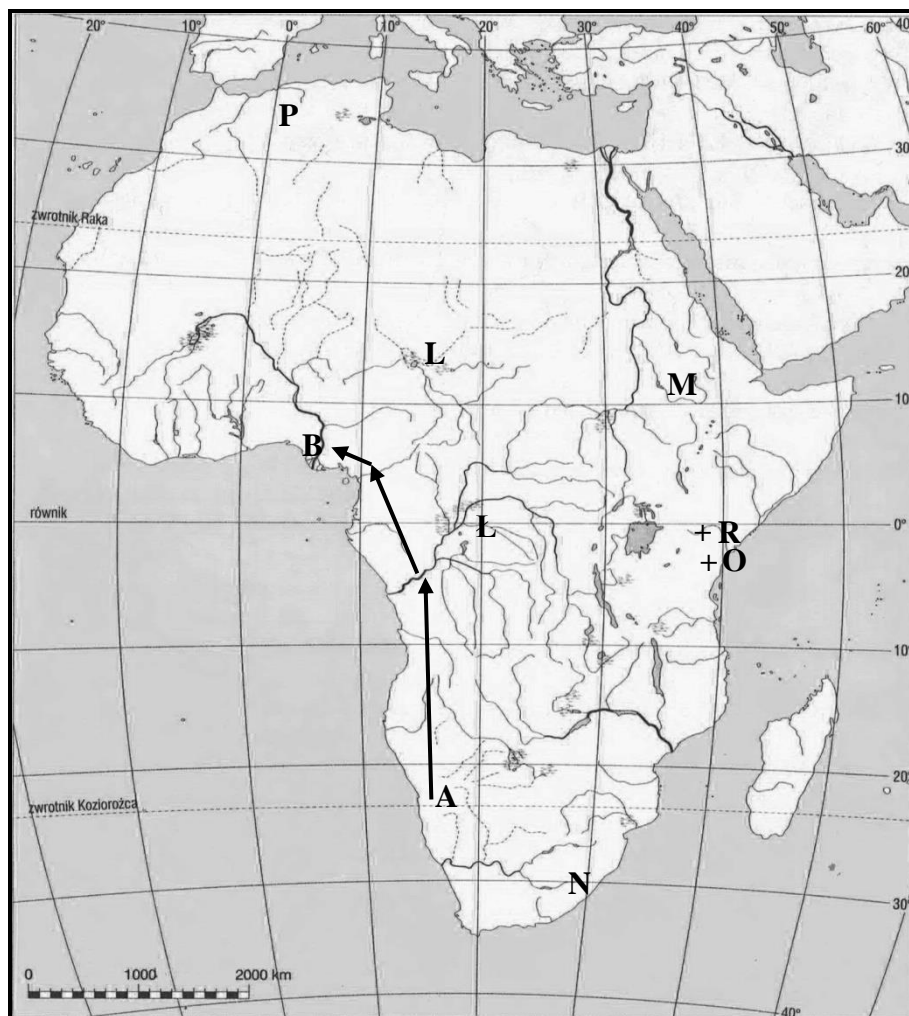 20° 10° 0° 10° 20° 30° 40° 50° 60° 40
P
30
zwrotnik Raka
20
L
M
10
B
równik
Ł
0°
+ R
+ O
10°
A
20°
zwrotnik Koziorożca
N
30°
0 1000 2000 km
40°